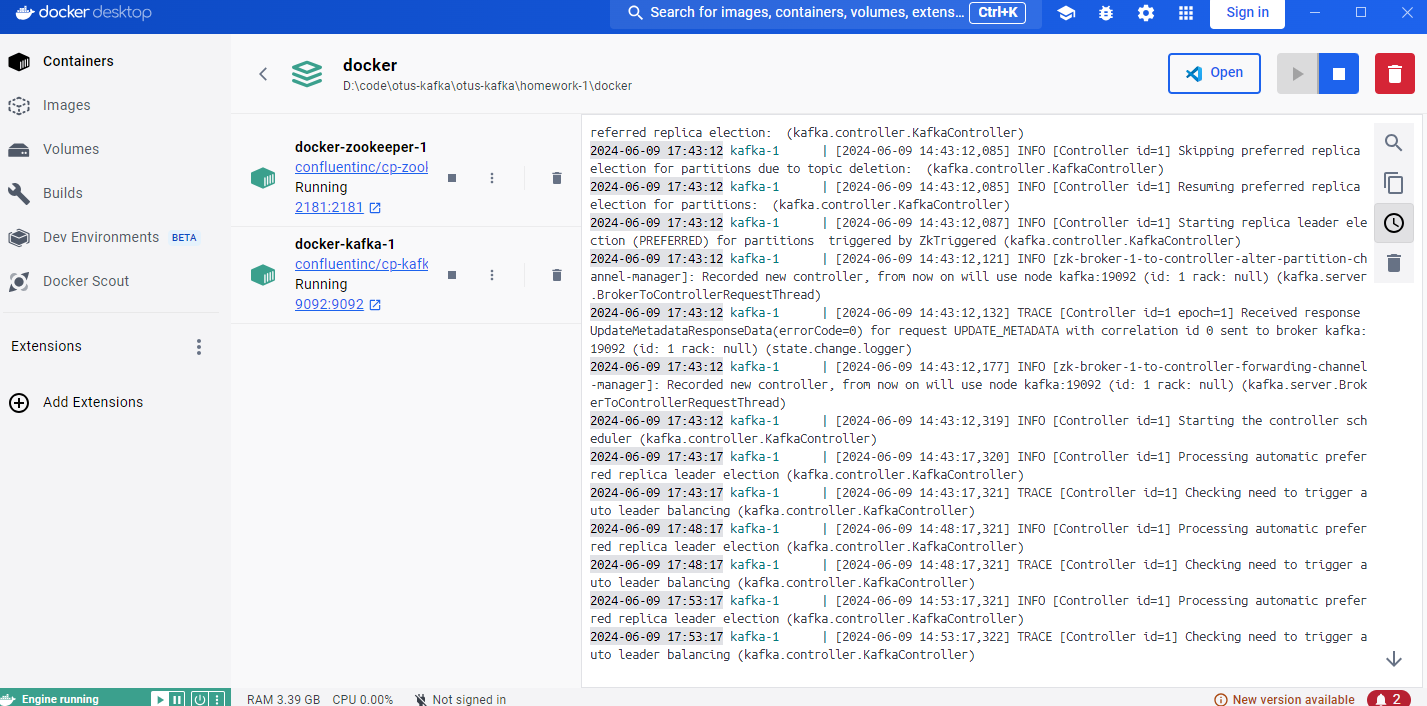 docker desktop
Search for images, containers, volumes, extens... Ctrl+K
Sign in
Containers
Images
Volumes
Builds
Dev Environments BETA
Docker Scout
Extensions
Add Extensions
docker
D:\code\otus-kafka\otus-kafka\homework-1\docker
Open
docker-zookeeper-1
confluentinc/cp-zool
Running
2181:2181
docker-kafka-1
confluentinc/cp-kafk
Running
9092:9092
referred replica election:  (kafka.controller.KafkaController)
2024-06-09 17:43:12 kafka-1      | [2024-06-09 14:43:12,085] INFO [Controller id=1] Skipping preferred replica
election for partitions due to topic deletion:  (kafka.controller.KafkaController)
2024-06-09 17:43:12 kafka-1      | [2024-06-09 14:43:12,085] INFO [Controller id=1] Resuming preferred replica
election for partitions:  (kafka.controller.KafkaController)
2024-06-09 17:43:12 kafka-1      | [2024-06-09 14:43:12,087] INFO [Controller id=1] Starting replica leader ele
ction (PREFERRED) for partitions  triggered by ZkTriggered (kafka.controller.KafkaController)
2024-06-09 17:43:12 kafka-1      | [2024-06-09 14:43:12,121] INFO [zk-broker-1-to-controller-alter-partition-ch
annel-manager]: Recorded new controller, from now on will use node kafka:19092 (id: 1 rack: null) (kafka.server
.BrokerToControllerRequestThread)
2024-06-09 17:43:12 kafka-1      | [2024-06-09 14:43:12,132] TRACE [Controller id=1 epoch=1] Received response
UpdateMetadataResponseData(errorCode=0) for request UPDATE_METADATA with correlation id 0 sent to broker kafka:
19092 (id: 1 rack: null) (state.change.logger)
2024-06-09 17:43:12 kafka-1      | [2024-06-09 14:43:12,177] INFO [zk-broker-1-to-controller-forwarding-channel
-manager]: Recorded new controller, from now on will use node kafka:19092 (id: 1 rack: null) (kafka.server.Brok
erToControllerRequestThread)
2024-06-09 17:43:12 kafka-1      | [2024-06-09 14:43:12,319] INFO [Controller id=1] Starting the controller sch
eduler (kafka.controller.KafkaController)
2024-06-09 17:43:17 kafka-1      | [2024-06-09 14:43:17,320] INFO [Controller id=1] Processing automatic prefer
red replica leader election (kafka.controller.KafkaController)
2024-06-09 17:43:17 kafka-1      | [2024-06-09 14:43:17,321] TRACE [Controller id=1] Checking need to trigger a
uto leader balancing (kafka.controller.KafkaController)
2024-06-09 17:48:17 kafka-1      | [2024-06-09 14:48:17,321] INFO [Controller id=1] Processing automatic prefer
red replica leader election (kafka.controller.KafkaController)
2024-06-09 17:48:17 kafka-1      | [2024-06-09 14:48:17,321] TRACE [Controller id=1] Checking need to trigger a
uto leader balancing (kafka.controller.KafkaController)
2024-06-09 17:53:17 kafka-1      | [2024-06-09 14:53:17,321] INFO [Controller id=1] Processing automatic prefer
red replica leader election (kafka.controller.KafkaController)
2024-06-09 17:53:17 kafka-1      | [2024-06-09 14:53:17,322] TRACE [Controller id=1] Checking need to trigger a
uto leader balancing (kafka.controller.KafkaController)
Engine running
RAM 3.39 GB CPU 0.00% Not signed in
New version available 2